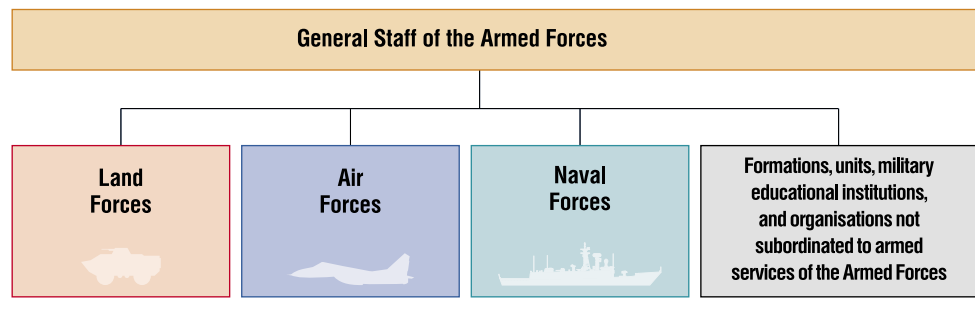 General Staff of the Armed Forces
Land
Forces
Air
Forces
Naval
Forces
Formations, units, military
educational institutions,
and organisations not
subordinated to armed
services of the Armed Forces